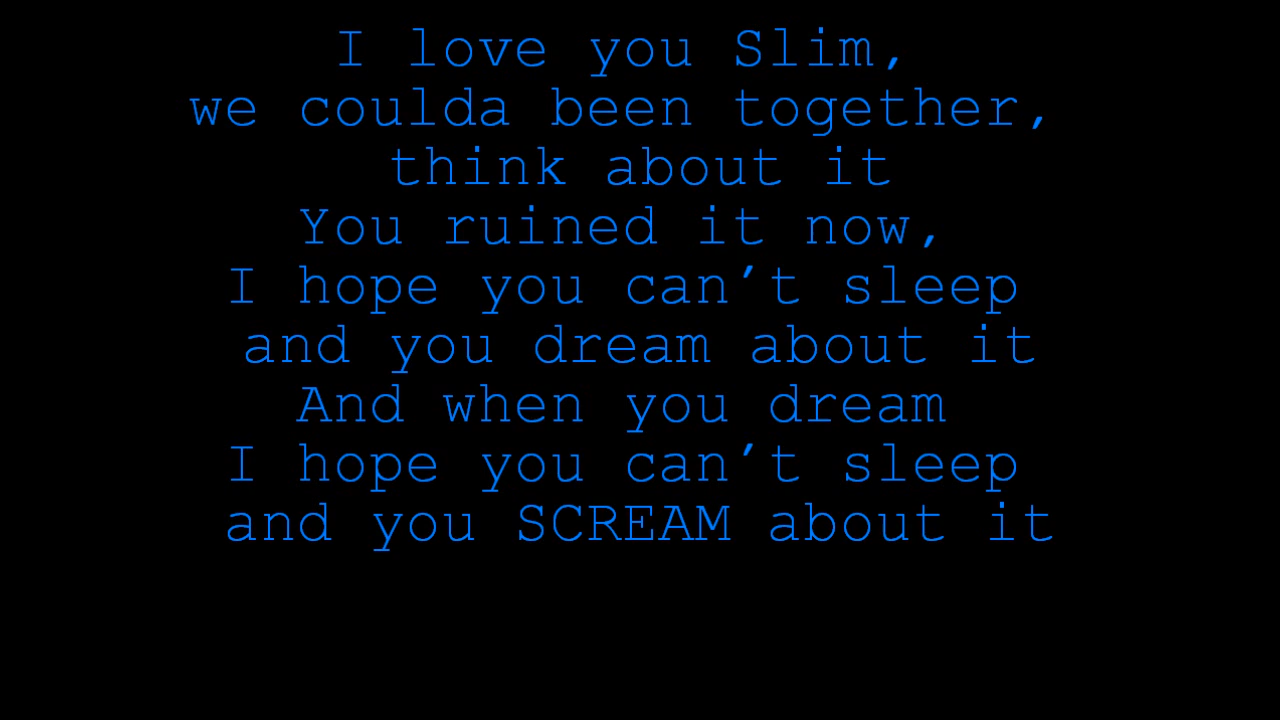 I love you Slim,
we coulda been together,
think about it
You ruined it now,
I hope you can’t sleep
and you dream about it
And when you dream
I hope you can’t sleep
and you SCREAM about it